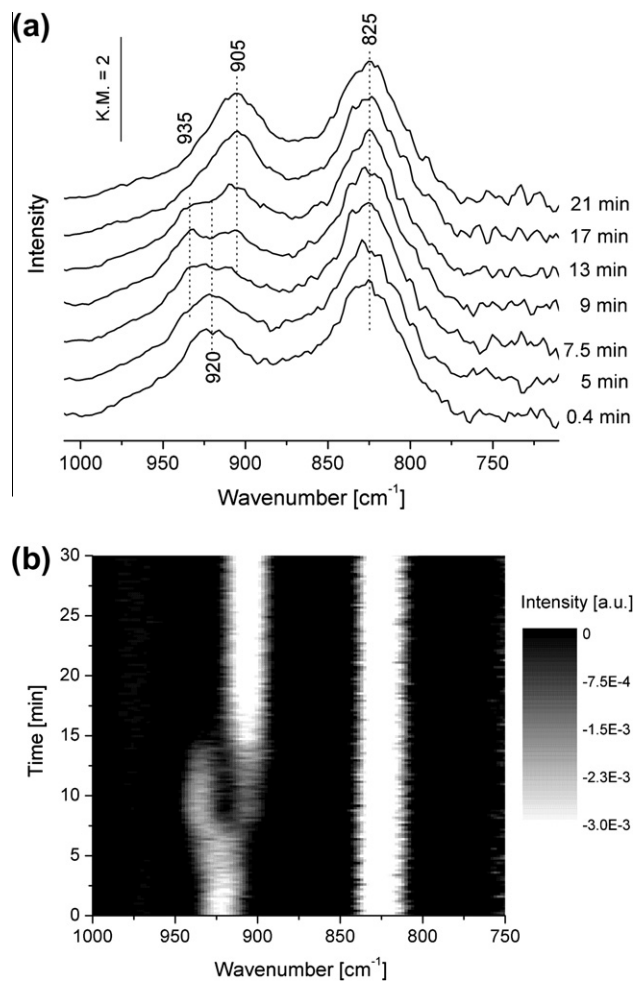 (a)
K.M. = 2
935
905
825
920
Intensity
21 min
17 min
13 min
9 min
7.5 min
5 min
0.4 min
1000 950 900 850 800 750
Wavenumber [cm⁻¹]
(b)
30
25
20
15
10
5
0
Time [min]
1000 950 900 850 800 750
Wavenumber [cm⁻¹]
Intensity [a.u.]
0
-7.5E-4
-1.5E-3
-2.3E-3
-3.0E-3